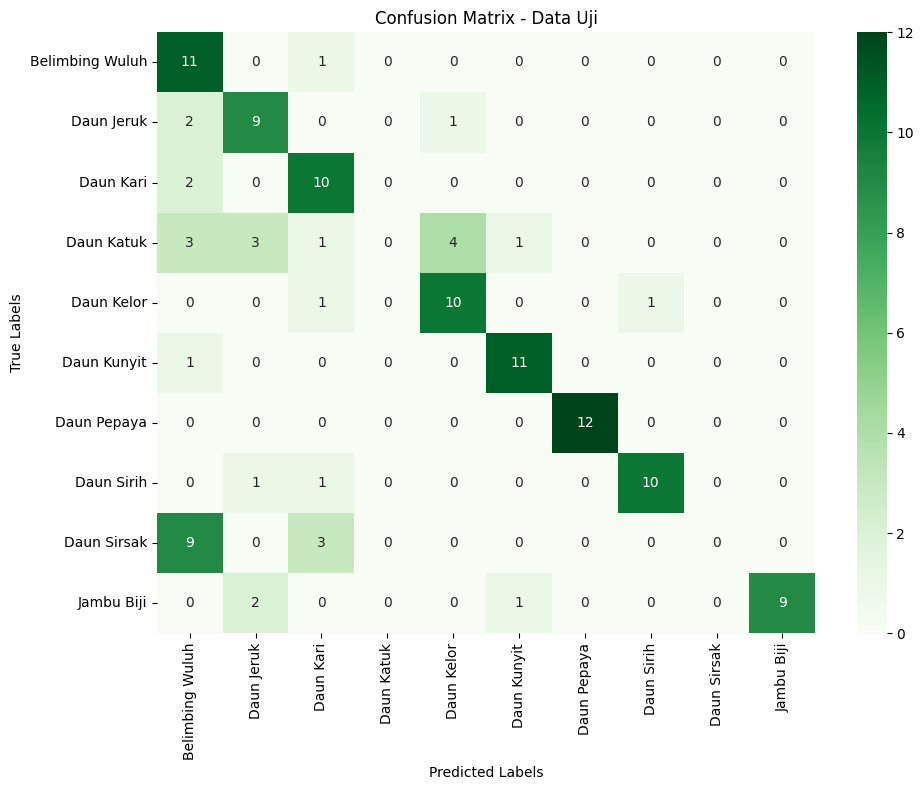 Confusion Matrix - Data Uji
True Labels
Belimbing Wuluh 11 0 1 0 0 0 0 0 0 0
Daun Jeruk 2 9 0 0 1 0 0 0 0 0
Daun Kari 2 0 10 0 0 0 0 0 0 0
Daun Katuk 3 3 1 0 4 1 0 0 0 0
Daun Kelor 0 0 1 0 10 0 0 1 0 0
Daun Kunyit 1 0 0 0 0 11 0 0 0 0
Daun Pepaya 0 0 0 0 0 0 12 0 0 0
Daun Sirih 0 1 1 0 0 0 0 10 0 0
Daun Sirsak 9 0 3 0 0 0 0 0 0 0
Jambu Biji 0 2 0 0 0 1 0 0 0 9
Belimbing Wuluh
Daun Jeruk
Daun Kari
Daun Katuk
Daun Kelor
Daun Kunyit
Daun Pepaya
Daun Sirih
Daun Sirsak
Jambu Biji
Predicted Labels
12
10
8
6
4
2
0